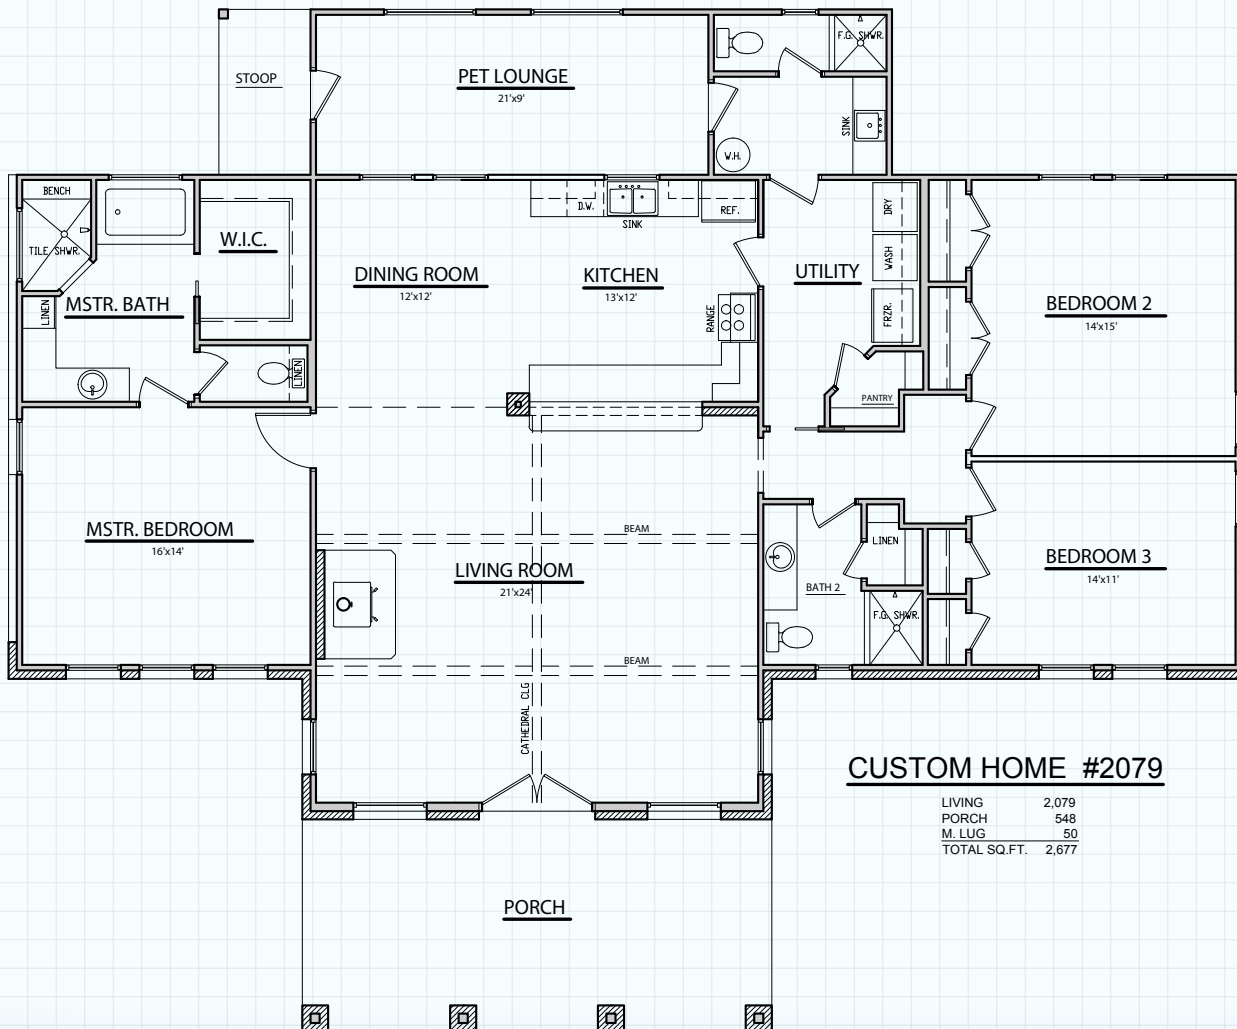 STOOP
PET LOUNGE
21'x9'
F.G. SHWR.
SINK
W.H.
BENCH
TILE SHWR.
W.I.C.
LINEN
MSTR. BATH
LINEN
DINING ROOM
12'x12'
D.W.
SINK
REF.
KITCHEN
13'x12'
RANGE
UTILITY
DRY
WASH
FRZR.
PANTRY
BEDROOM 2
14'x15'
MSTR. BEDROOM
16'x14'
BEAM
LIVING ROOM
21'x24'
BEAM
CATHEDRAL CLG
LINEN
BATH 2
F.G. SHWR.
BEDROOM 3
14'x11'
CUSTOM HOME #2079
LIVING 2,079
PORCH 548
M. LUG 50
TOTAL SQ.FT. 2,677
PORCH